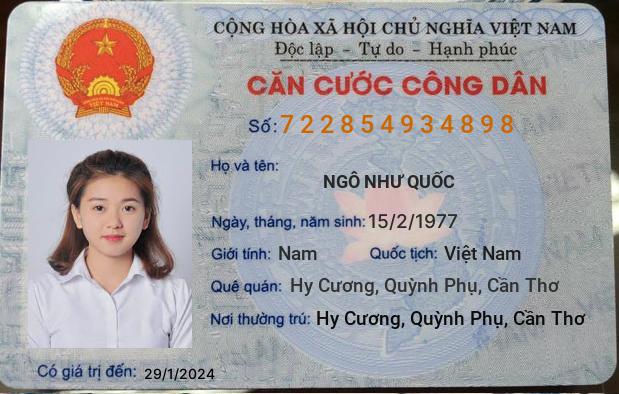 CỘNG HÒA XÃ HỘI CHỦ NGHĨA VIỆT NAM
Độc lập - Tự do - Hạnh phúc
CĂN CƯỚC CÔNG DÂN
VIỆT NAM
Số: 722854934898
Họ và tên:
NGÔ NHƯ QUỐC
Ngày, tháng, năm sinh: 15/2/1977
Giới tính: Nam Quốc tịch: Việt Nam
Quê quán: Hy Cương, Quỳnh Phụ, Cần Thơ
Nơi thường trú: Hy Cương, Quỳnh Phụ, Cần Thơ
Có giá trị đến: 29/1/2024